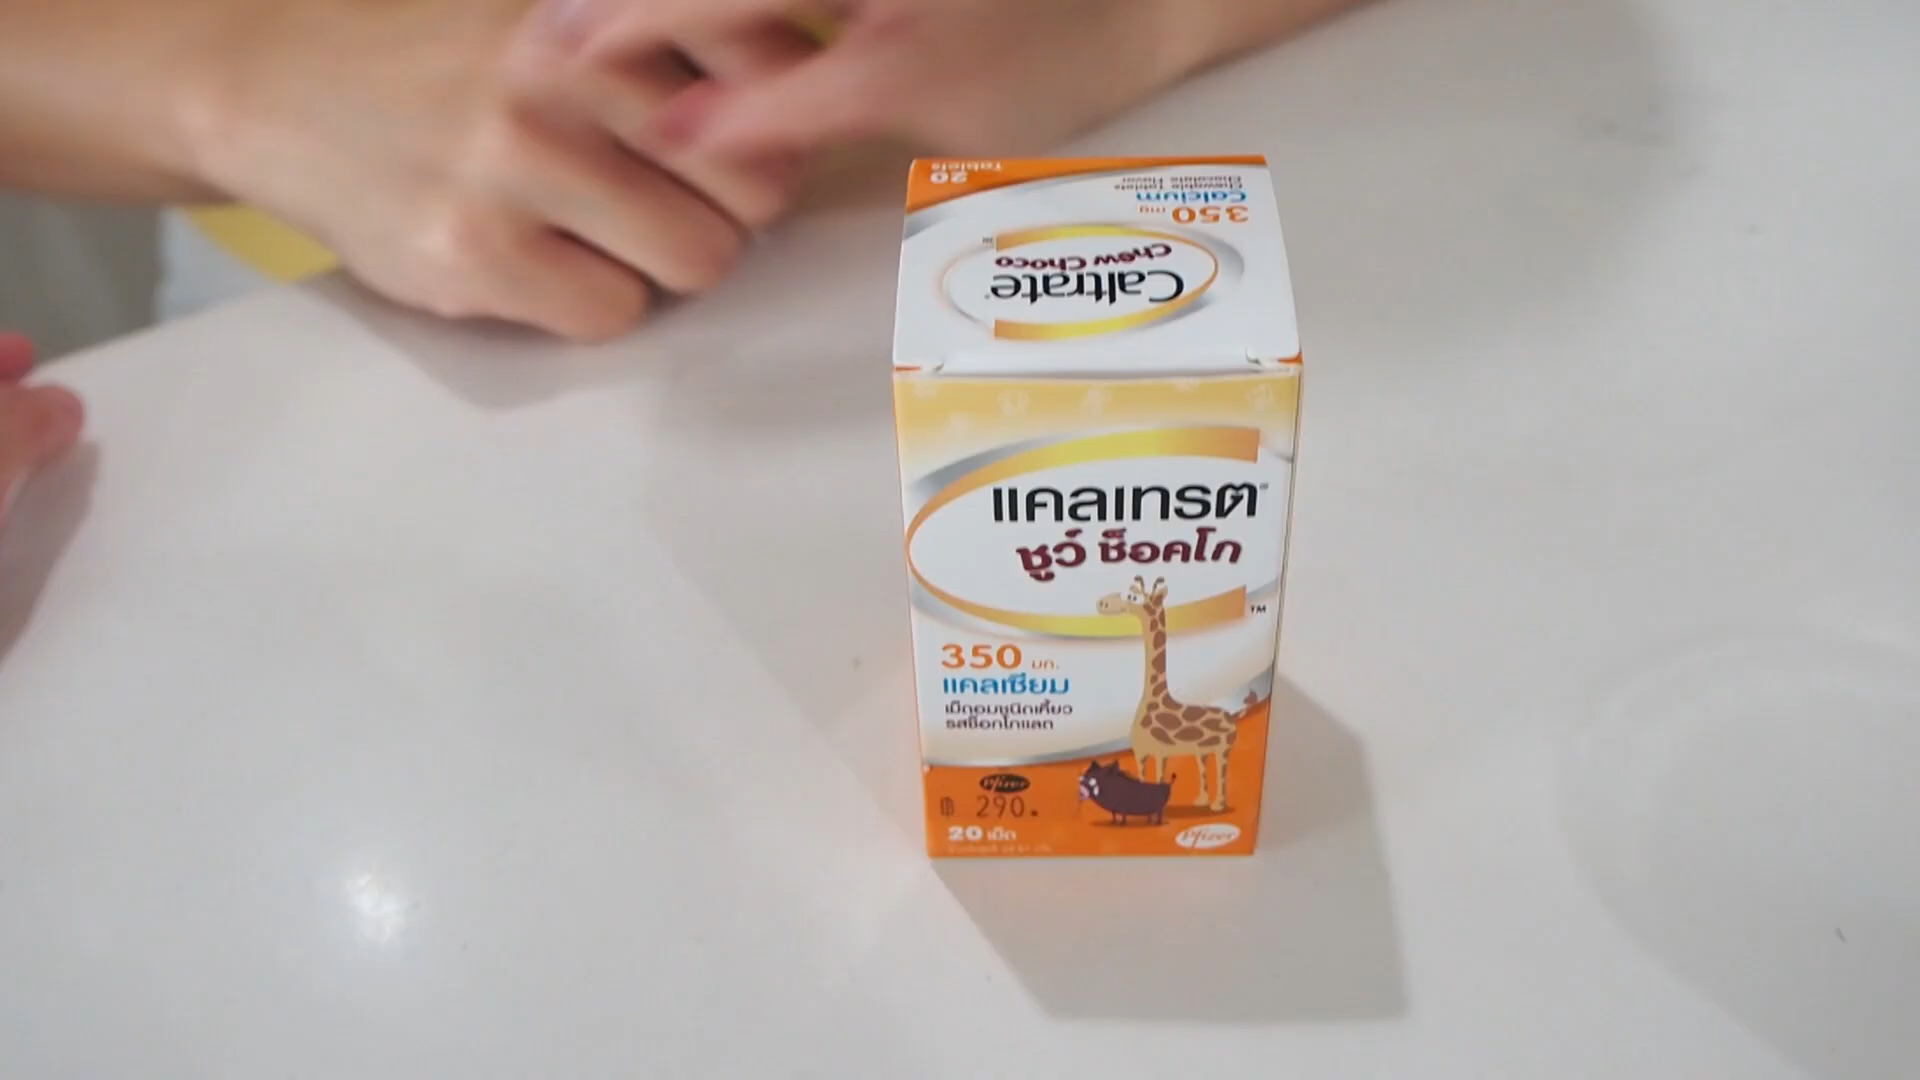 20
Tablets
350 mg
Calcium
Chewable Tablets
Chocolate Flavor
Caltrate
Chew Choco
TM
แคลเทรต
ชูว์ ช็อคโก
TM
350 มก.
แคลเซียม
เม็ดอมชนิดเคี้ยว
รสช็อกโกแลต
Pfizer
฿ 290.
20 เม็ด
Pfizer